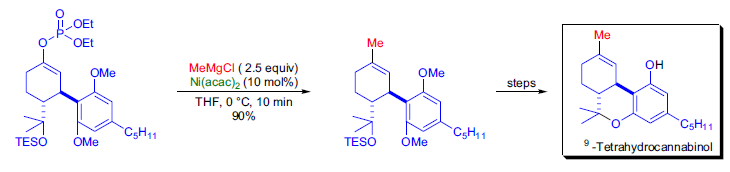 O
P
OEt
OEt
O
OMe
TESO
OMe
C5H11
MeMgCl ( 2.5 equiv)
Ni(acac)2 (10 mol%)
THF, 0 °C, 10 min
90%
Me
OMe
TESO
OMe
C5H11
steps
Me
OH
O
C5H11
9 -Tetrahydrocannabinol